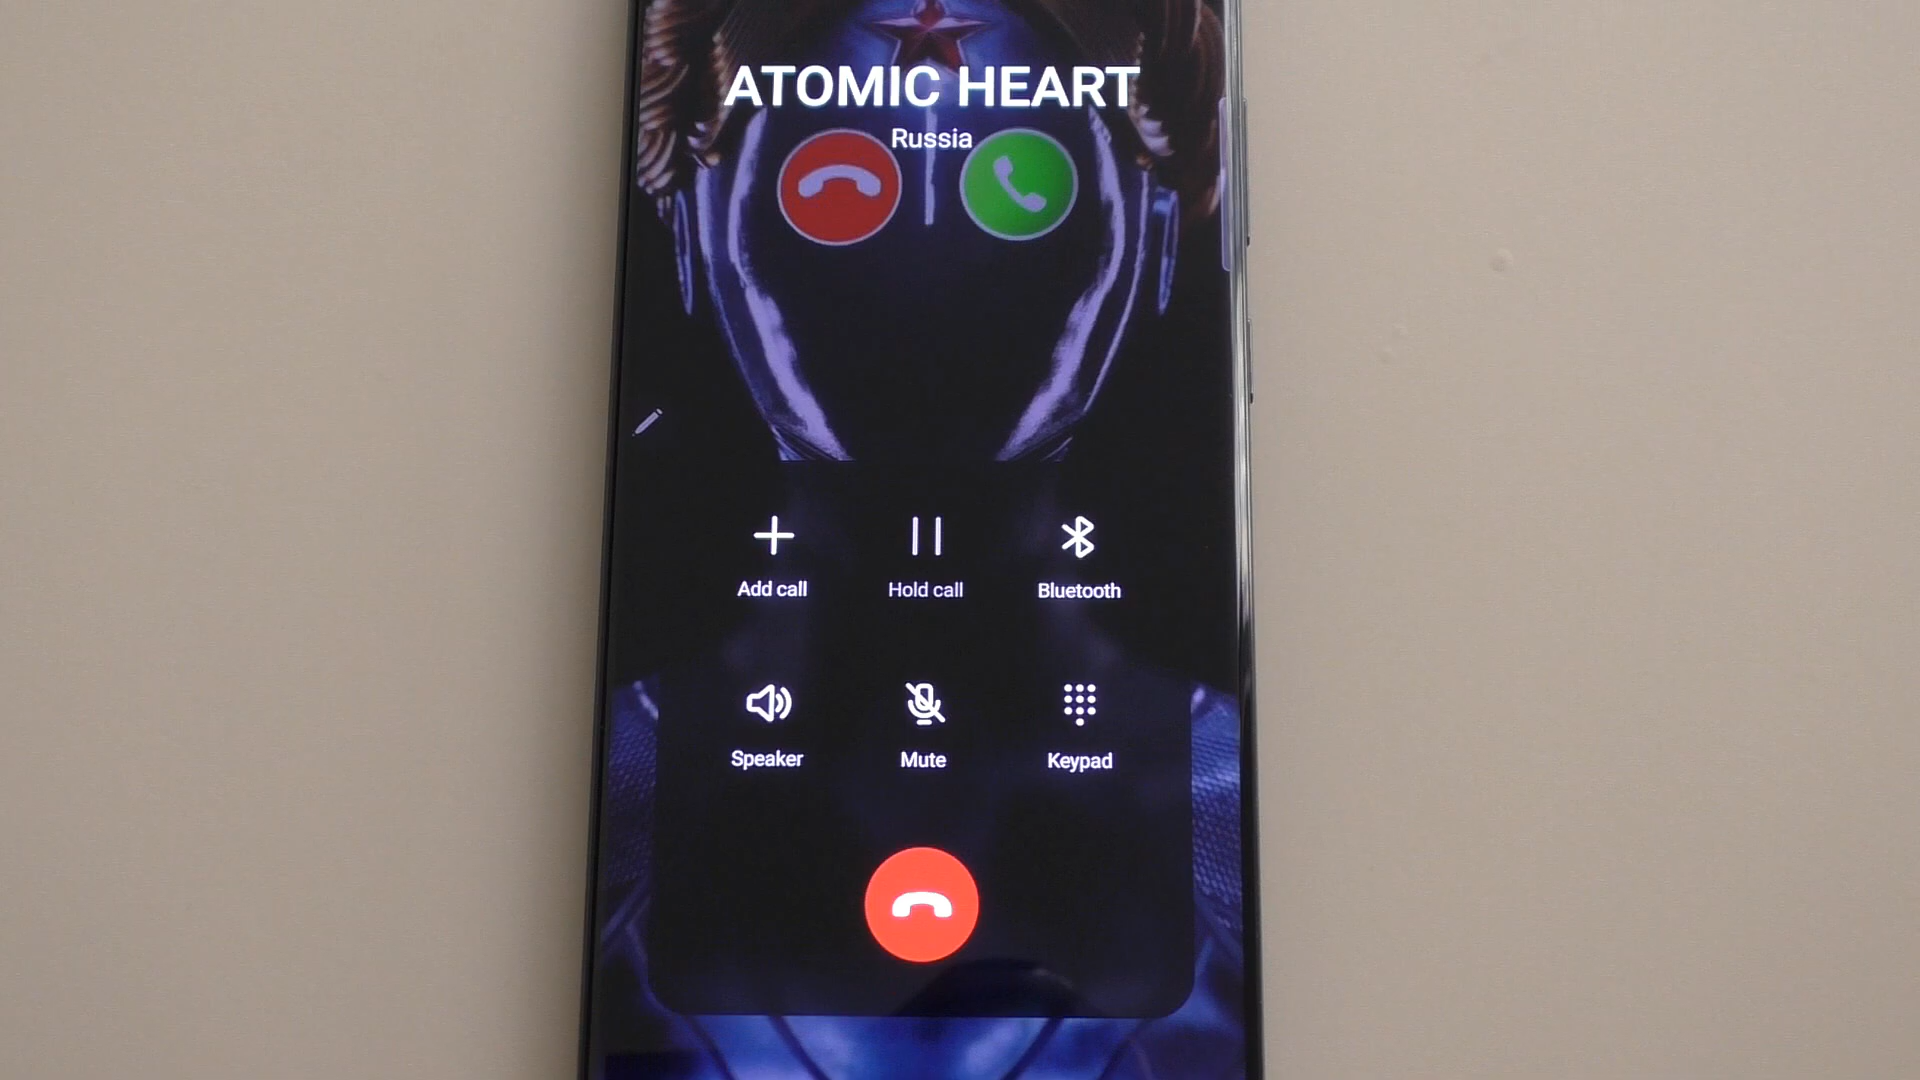 ATOMIC HEART
Russia
Add call
Hold call
Bluetooth
Speaker
Mute
Keypad